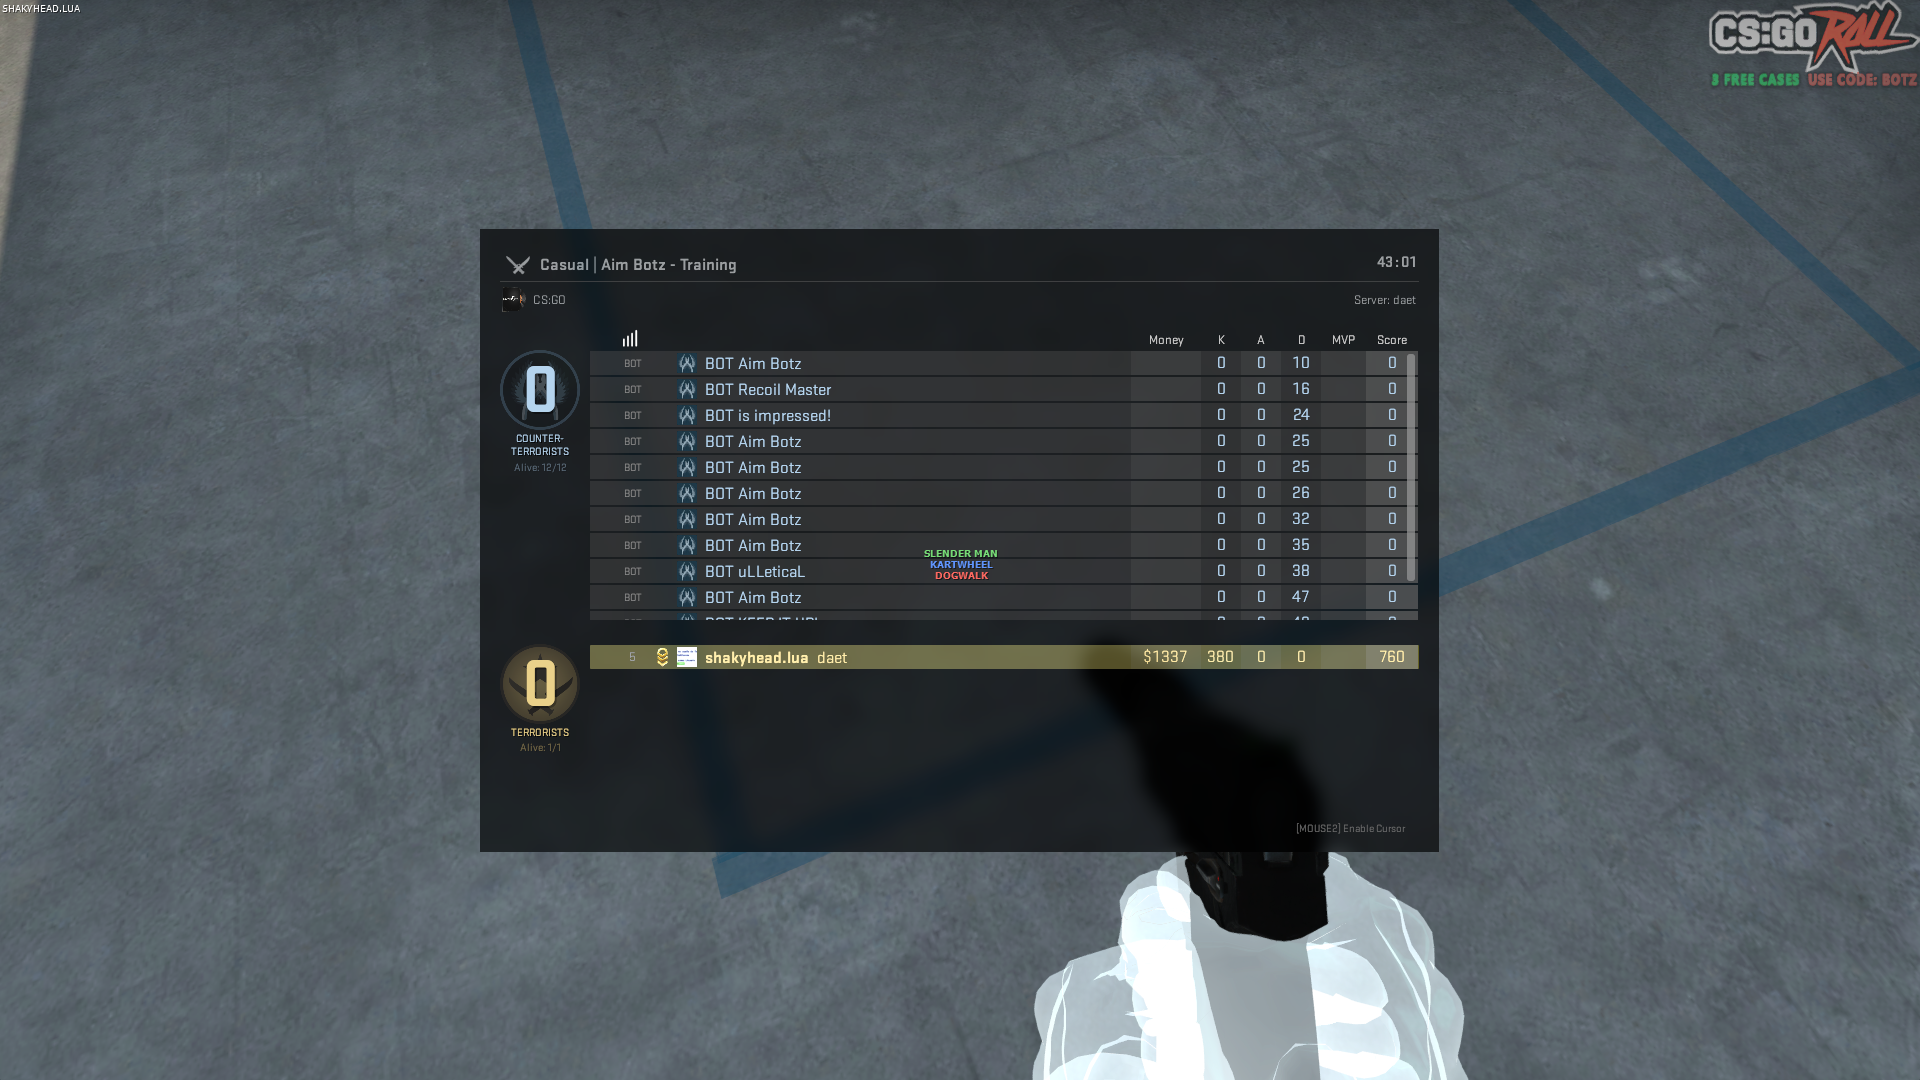 SHAKYHEAD.LUA
CS:GO ROLL
3 FREE CASES USE CODE: BOTZ
Casual | Aim Botz - Training
43:01
CS:GO
Server: daet
Money K A D MVP Score
BOT BOT Aim Botz 0 0 10 0
BOT BOT Recoil Master 0 0 16 0
BOT BOT is impressed! 0 0 24 0
BOT BOT Aim Botz 0 0 25 0
BOT BOT Aim Botz 0 0 25 0
BOT BOT Aim Botz 0 0 26 0
BOT BOT Aim Botz 0 0 32 0
BOT BOT Aim Botz 0 0 35 0
BOT BOT uLLeticaL 0 0 38 0
BOT BOT Aim Botz 0 0 47 0
0
COUNTER-
TERRORISTS
Alive: 12/12
SLENDER MAN
KARTWHEEL
DOGWALK
5 shakyhead.lua daet $1337 380 0 0 760
0
TERRORISTS
Alive: 1/1
[MOUSE2] Enable Cursor